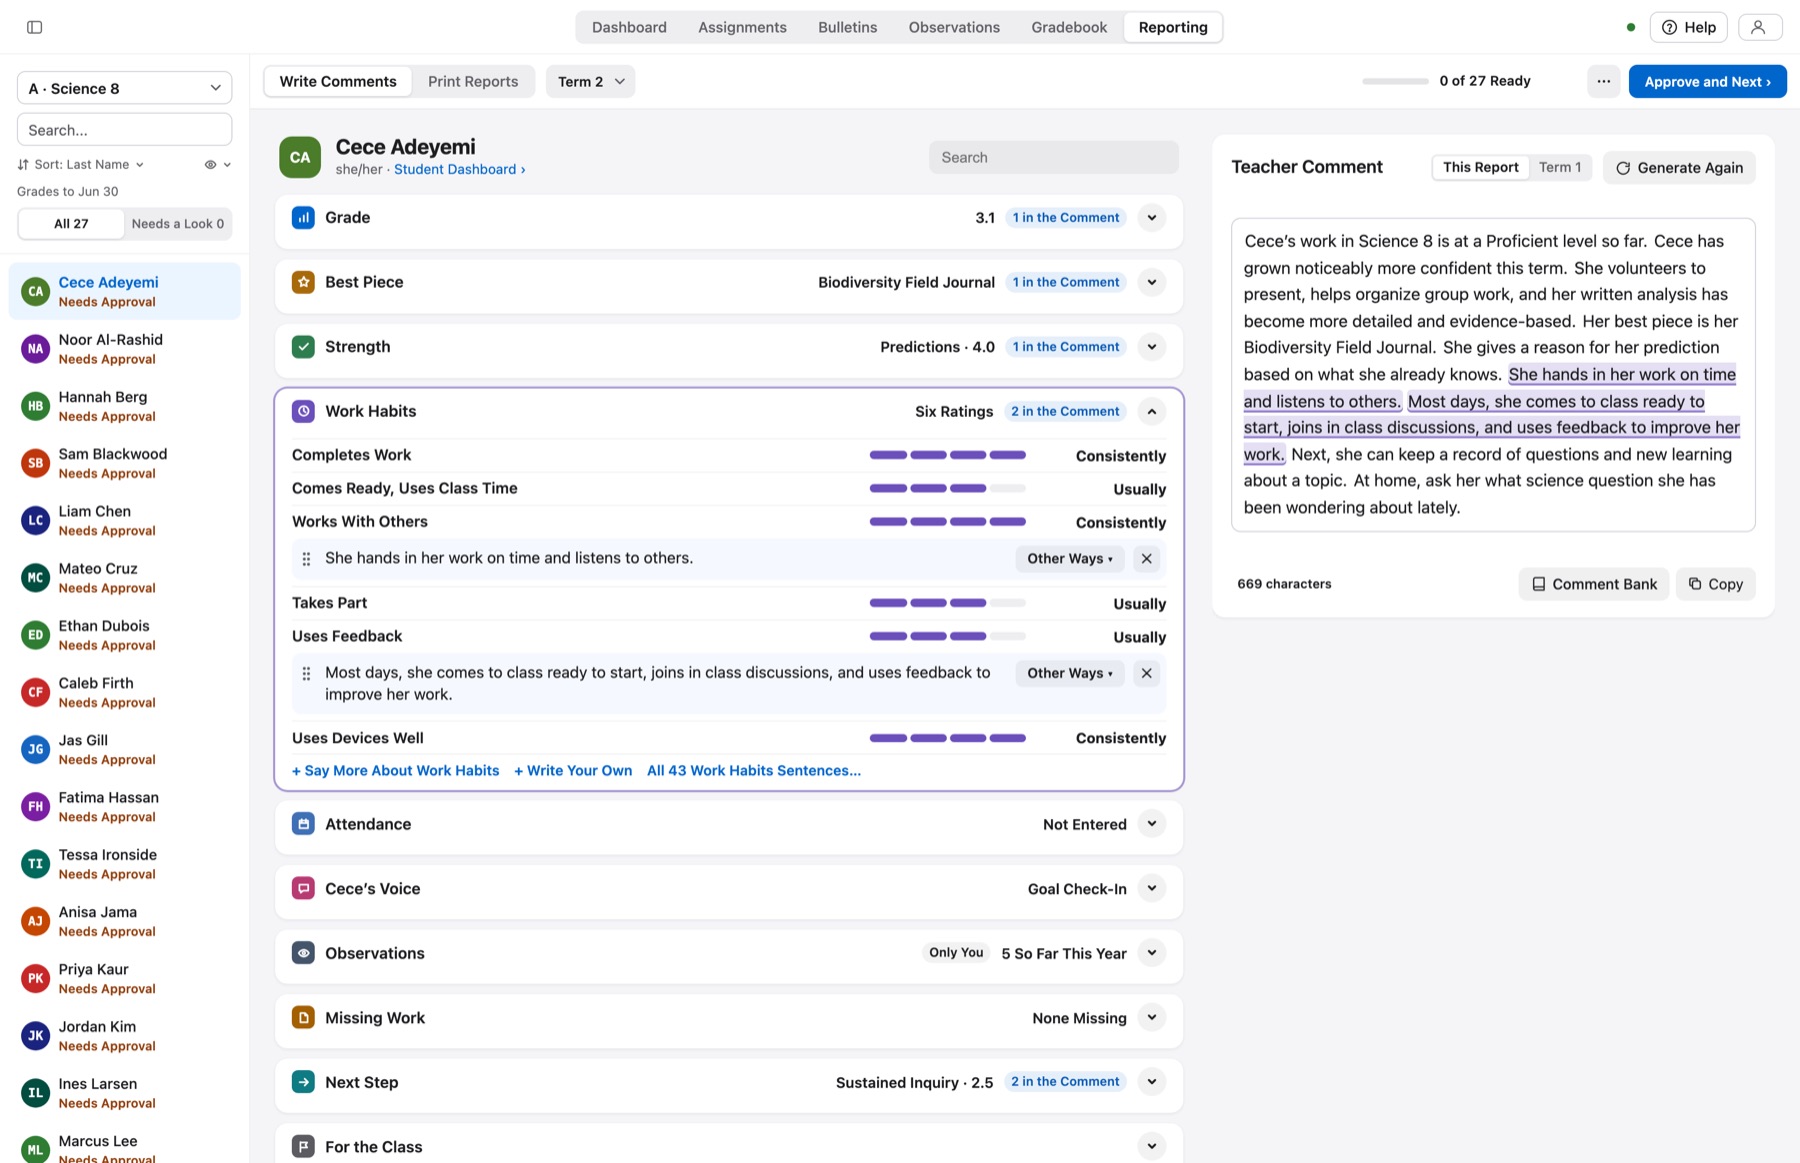 Dashboard
Assignments
Bulletins
Observations
Gradebook
Reporting
Help
A · Science 8
Search...
Sort: Last Name
Grades to Jun 30
All 27
Needs a Look 0
CA
Cece Adeyemi
Needs Approval
NA
Noor Al-Rashid
Needs Approval
HB
Hannah Berg
Needs Approval
SB
Sam Blackwood
Needs Approval
LC
Liam Chen
Needs Approval
MC
Mateo Cruz
Needs Approval
ED
Ethan Dubois
Needs Approval
CF
Caleb Firth
Needs Approval
JG
Jas Gill
Needs Approval
FH
Fatima Hassan
Needs Approval
TI
Tessa Ironside
Needs Approval
AJ
Anisa Jama
Needs Approval
PK
Priya Kaur
Needs Approval
JK
Jordan Kim
Needs Approval
IL
Ines Larsen
Needs Approval
ML
Marcus Lee
Needs Approval
Write Comments
Print Reports
Term 2
0 of 27 Ready
...
Approve and Next ›
CA
Cece Adeyemi
she/her · Student Dashboard ›
Search
Grade
3.1
1 in the Comment
Best Piece
Biodiversity Field Journal
1 in the Comment
Strength
Predictions · 4.0
1 in the Comment
Work Habits
Six Ratings
2 in the Comment
Completes Work
Consistently
Comes Ready, Uses Class Time
Usually
Works With Others
Consistently
She hands in her work on time and listens to others.
Other Ways
Takes Part
Usually
Uses Feedback
Usually
Most days, she comes to class ready to start, joins in class discussions, and uses feedback to
improve her work.
Other Ways
Uses Devices Well
Consistently
+ Say More About Work Habits
+ Write Your Own
All 43 Work Habits Sentences...
Attendance
Not Entered
Cece’s Voice
Goal Check-In
Observations
Only You
5 So Far This Year
Missing Work
None Missing
Next Step
Sustained Inquiry · 2.5
2 in the Comment
For the Class
Teacher Comment
This Report
Term 1
Generate Again
Cece’s work in Science 8 is at a Proficient level so far. Cece has
grown noticeably more confident this term. She volunteers to
present, helps organize group work, and her written analysis has
become more detailed and evidence-based. Her best piece is her
Biodiversity Field Journal. She gives a reason for her prediction
based on what she already knows. She hands in her work on time
and listens to others. Most days, she comes to class ready to
start, joins in class discussions, and uses feedback to improve her
work. Next, she can keep a record of questions and new learning
about a topic. At home, ask her what science question she has
been wondering about lately.
669 characters
Comment Bank
Copy